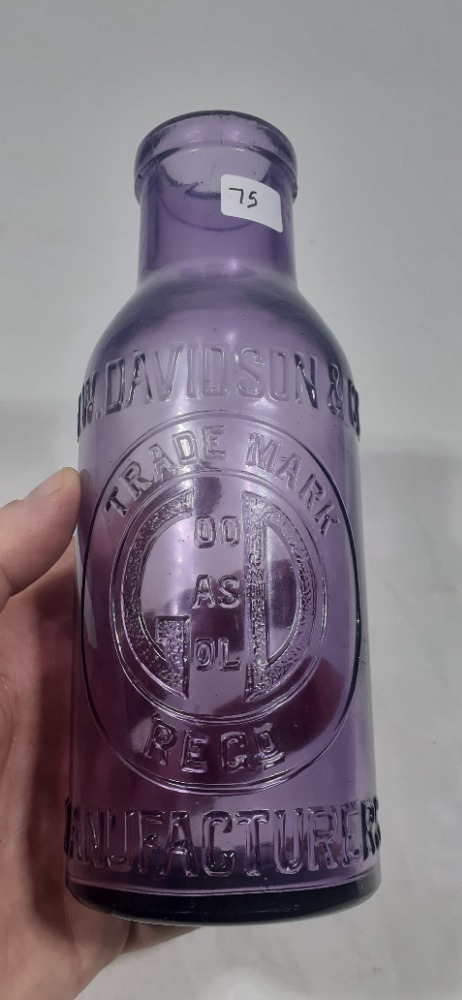 75
W. DAVIDSON & C
TRADE MARK
G OO D
AS
OL
REGD
MANUFACTURERS